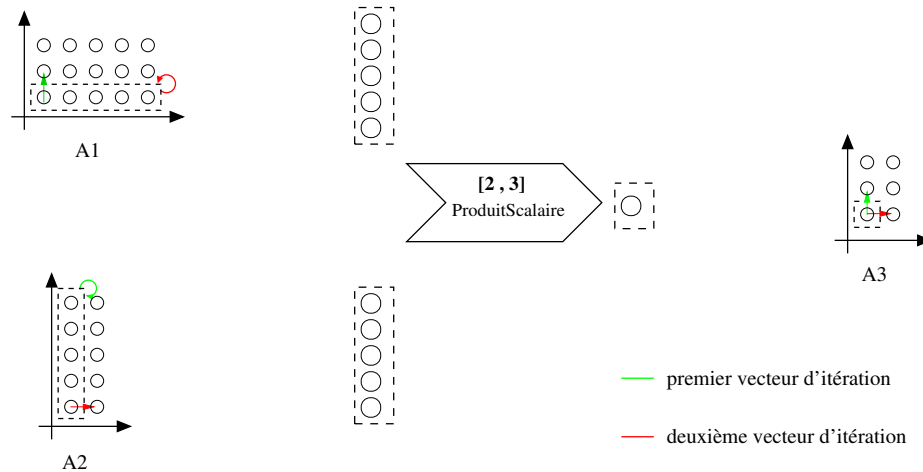 A1
[2 , 3]
ProduitScalaire
A3
A2
premier vecteur d'itération
deuxième vecteur d'itération